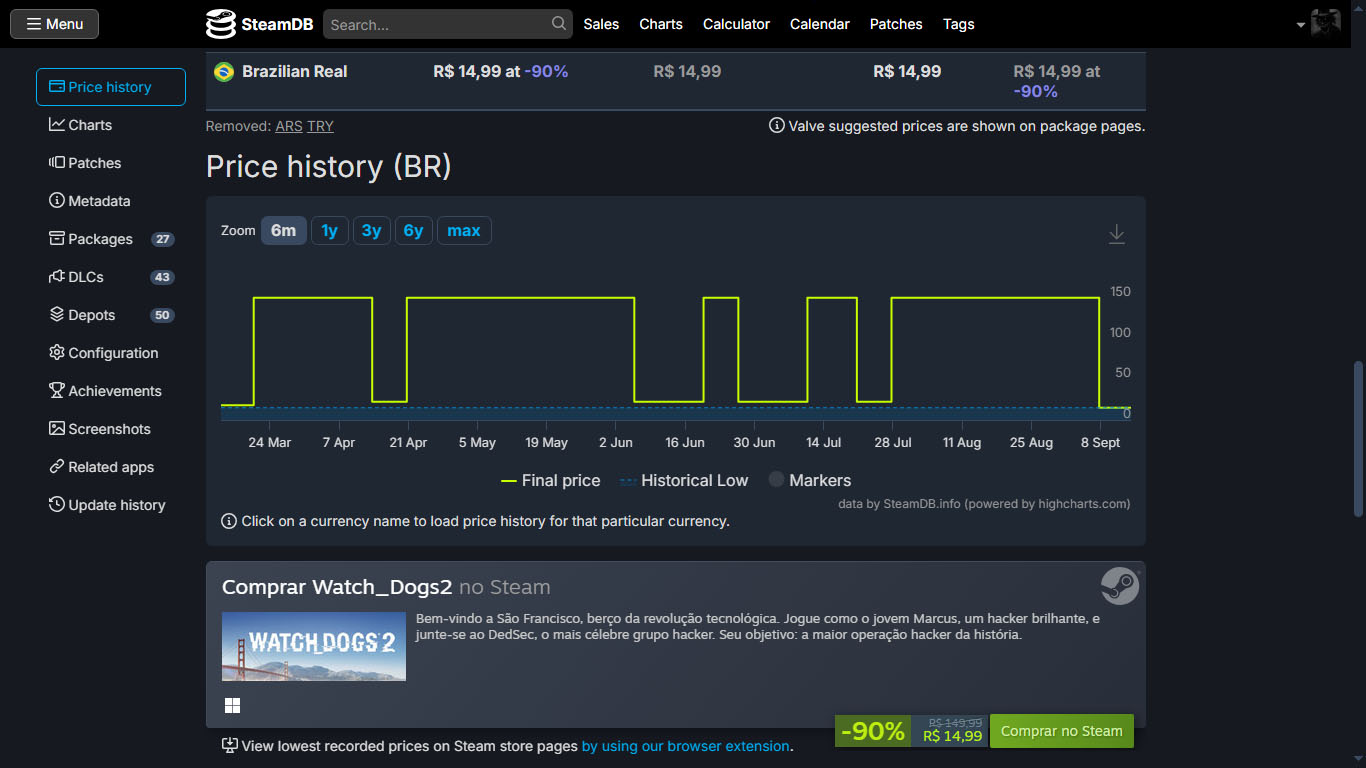 Menu
SteamDB
Search...
Sales
Charts
Calculator
Calendar
Patches
Tags
Brazilian Real
R$ 14,99 at -90%
R$ 14,99
R$ 14,99
R$ 14,99 at
-90%
Price history
Charts
Patches
Metadata
Packages 27
DLCs 43
Depots 50
Configuration
Achievements
Screenshots
Related apps
Update history
Removed: ARS TRY
Valve suggested prices are shown on package pages.
Price history (BR)
Zoom 6m 1y 3y 6y max
150
100
50
0
24 Mar 7 Apr 21 Apr 5 May 19 May 2 Jun 16 Jun 30 Jun 14 Jul 28 Jul 11 Aug 25 Aug 8 Sept
Final price Historical Low Markers
data by SteamDB.info (powered by highcharts.com)
Click on a currency name to load price history for that particular currency.
Comprar Watch_Dogs2 no Steam
WATCH_DOGS 2
Bem-vindo a São Francisco, berço da revolução tecnológica. Jogue como o jovem Marcus, um hacker brilhante, e
junte-se ao DedSec, o mais célebre grupo hacker. Seu objetivo: a maior operação hacker da história.
-90%
R$ 149,99
R$ 14,99
Comprar no Steam
View lowest recorded prices on Steam store pages by using our browser extension.